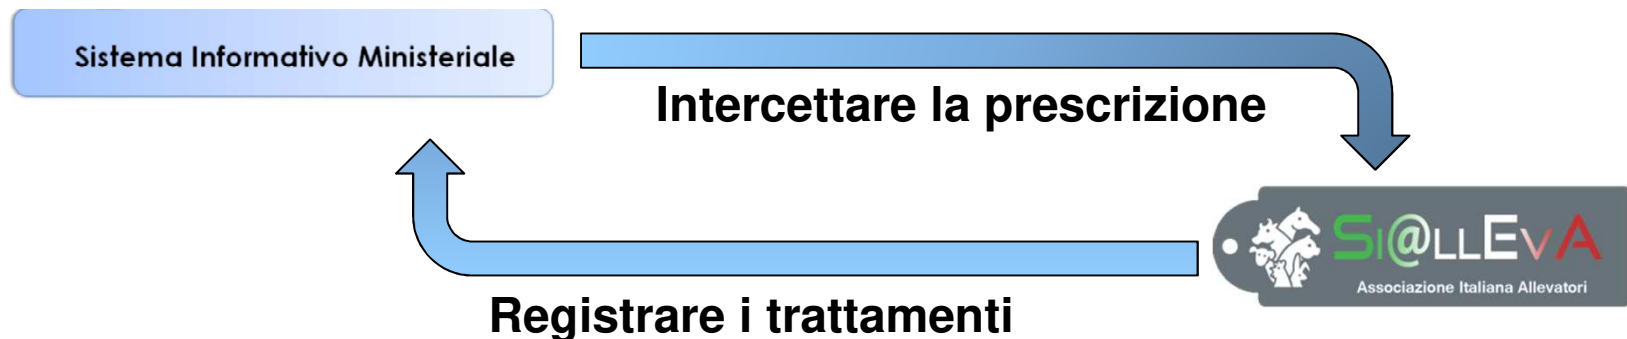 Sistema Informativo Ministeriale
Intercettare la prescrizione
SI@LLEVA
Associazione Italiana Allevatori
Registrare i trattamenti